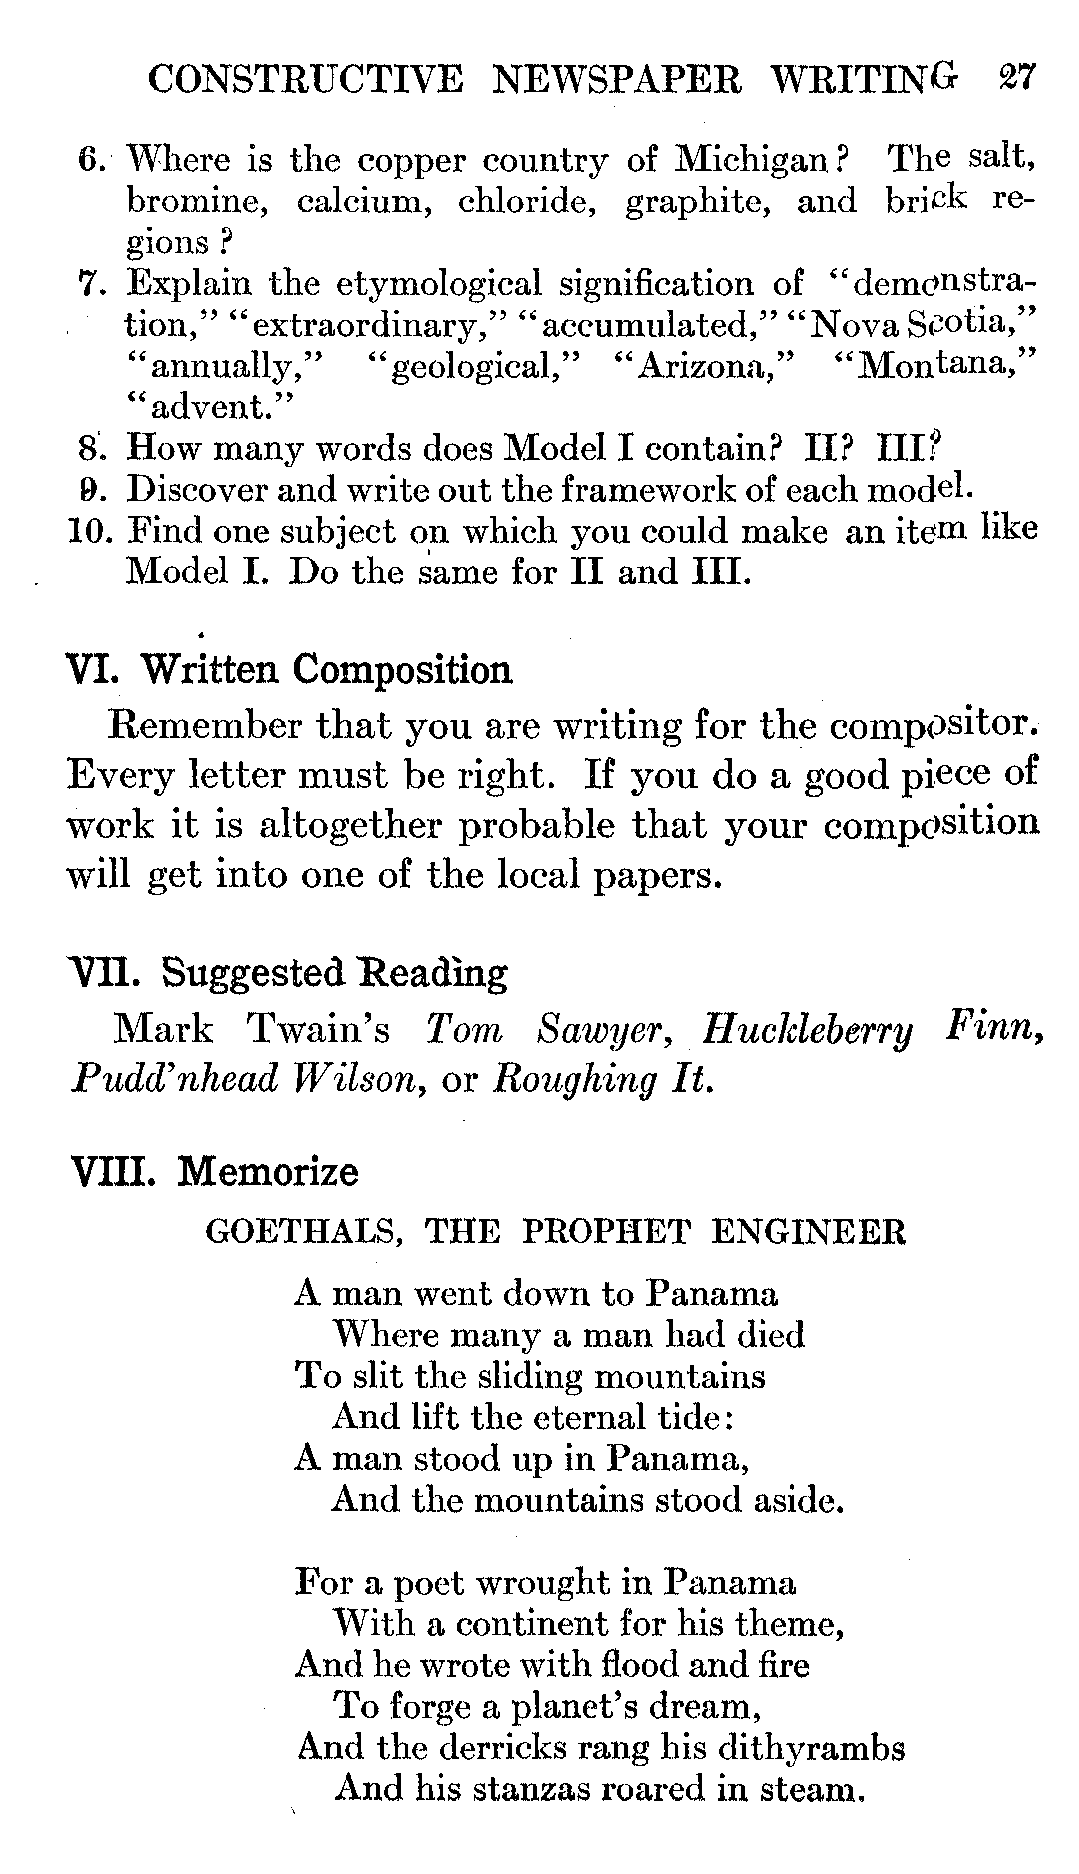 CONSTRUCTIVE NEWSPAPER WRITING 27
6. Where is the copper country of Michigan? The salt,
bromine, calcium, chloride, graphite, and brick re-
gions?
7. Explain the etymological signification of "demonstra-
tion," "extraordinary," "accumulated," "Nova Scotia,"
"annually," "geological," "Arizona," "Montana,"
"advent."
8. How many words does Model I contain? II? III?
9. Discover and write out the framework of each model.
10. Find one subject on which you could make an item like
Model I. Do the same for II and III.
VI. Written Composition
Remember that you are writing for the compositor.
Every letter must be right. If you do a good piece of
work it is altogether probable that your composition
will get into one of the local papers.
VII. Suggested Reading
Mark Twain's Tom Sawyer, Huckleberry Finn,
Pudd'nhead Wilson, or Roughing It.
VIII. Memorize
GOETHALS, THE PROPHET ENGINEER
A man went down to Panama
Where many a man had died
To slit the sliding mountains
And lift the eternal tide:
A man stood up in Panama,
And the mountains stood aside.
For a poet wrought in Panama
With a continent for his theme,
And he wrote with flood and fire
To forge a planet's dream,
And the derricks rang his dithyrambs
And his stanzas roared in steam.